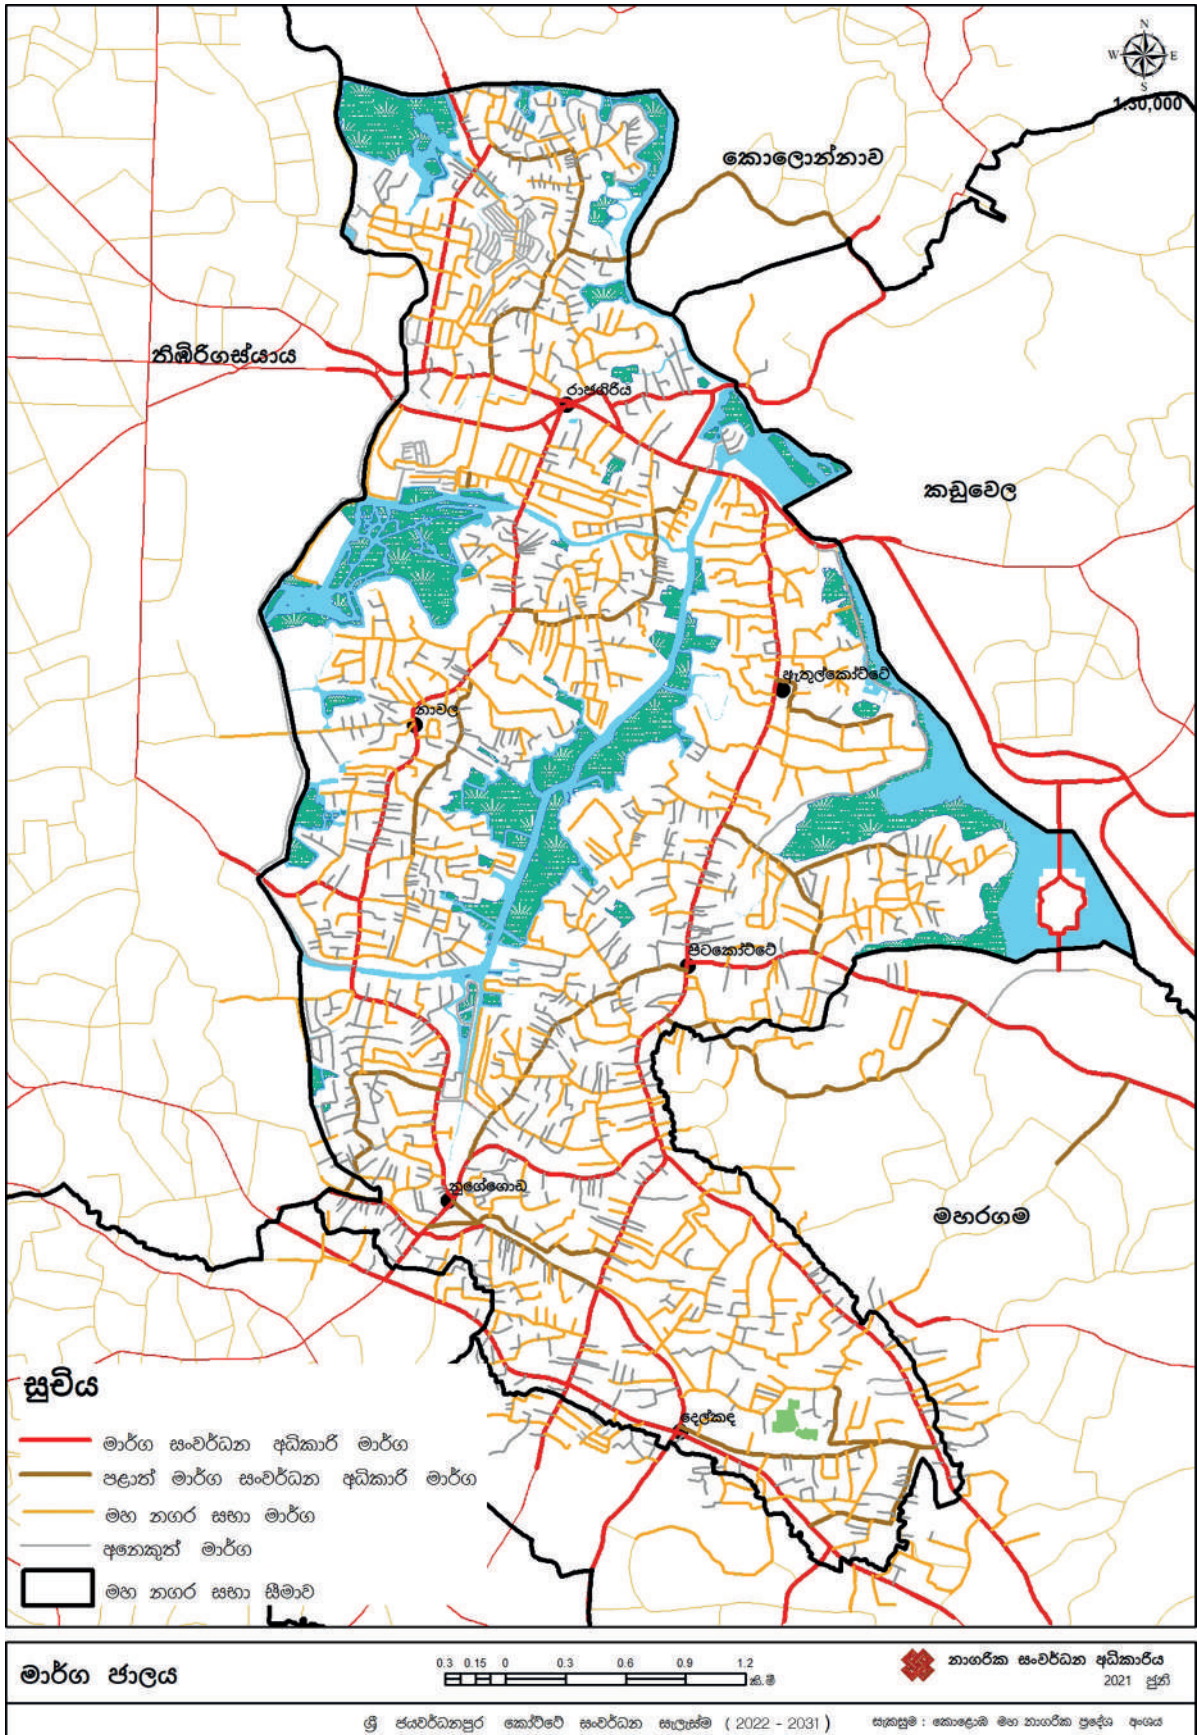 N
W E
S
1:30,000
කොලොන්නාව
තිඹිරිගස්යාය
රාජගිරිය
කඩුවෙල
ඇතුල්කෝට්ටේ
නාවල
පිටකෝට්ටේ
නුගේගොඩ
මහරගම
දෙල්කඳ
සුචිය
මාර්ග සංවර්ධන අධිකාරි මාර්ග
පළාත් මාර්ග සංවර්ධන අධිකාරි මාර්ග
මහ නගර සභා මාර්ග
අනෙකුත් මාර්ග
මහ නගර සභා සීමාව
මාර්ග ජාලය
0.3 0.15 0 0.3 0.6 0.9 1.2
කි.මී
නාගරික සංවර්ධන අධිකාරිය
2021 ජුනි
ශ්‍රී ජයවර්ධනපුර කෝට්ටේ සංවර්ධන සැලැස්ම ( 2022 - 2031 )
සැකසුම : කොළොඹ මහ නාගරික ප්‍රදේශ අංශය